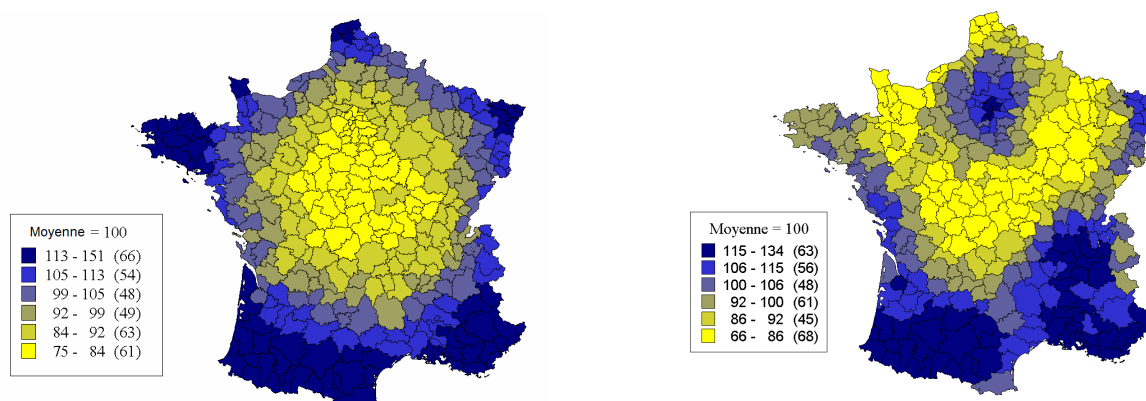 Moyenne = 100
113 - 151 (66)
105 - 113 (54)
99 - 105 (48)
92 - 99 (49)
84 - 92 (63)
75 - 84 (61)
Moyenne = 100
115 - 134 (63)
106 - 115 (56)
100 - 106 (48)
92 - 100 (61)
86 - 92 (45)
66 - 86 (68)